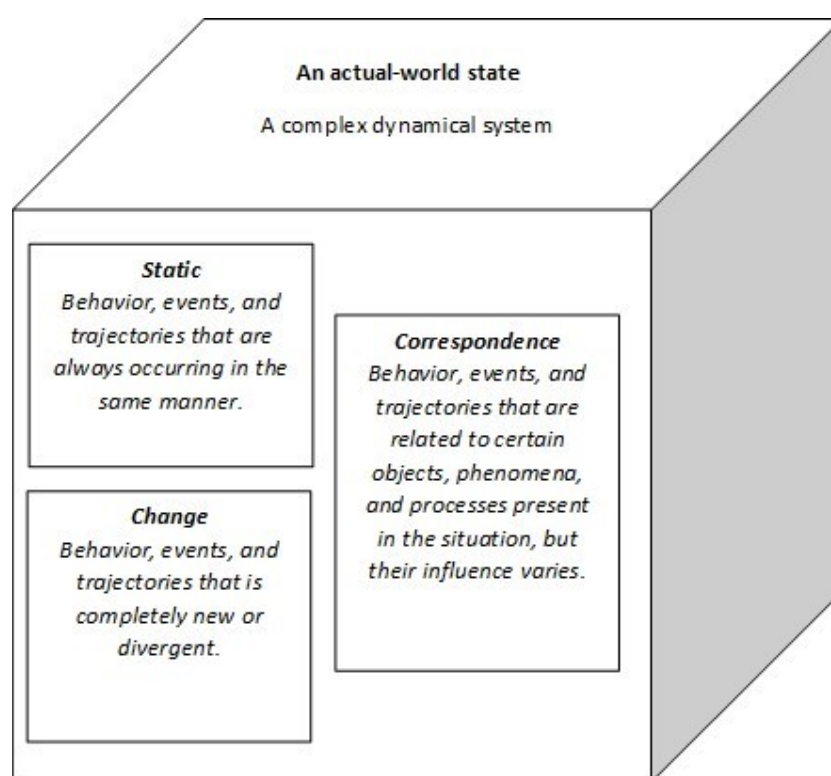 An actual-world state
A complex dynamical system
Static
Behavior, events, and
trajectories that are
always occurring in the
same manner.
Change
Behavior, events, and
trajectories that is
completely new or
divergent.
Correspondence
Behavior, events, and
trajectories that are
related to certain
objects, phenomena,
and processes present
in the situation, but
their influence varies.